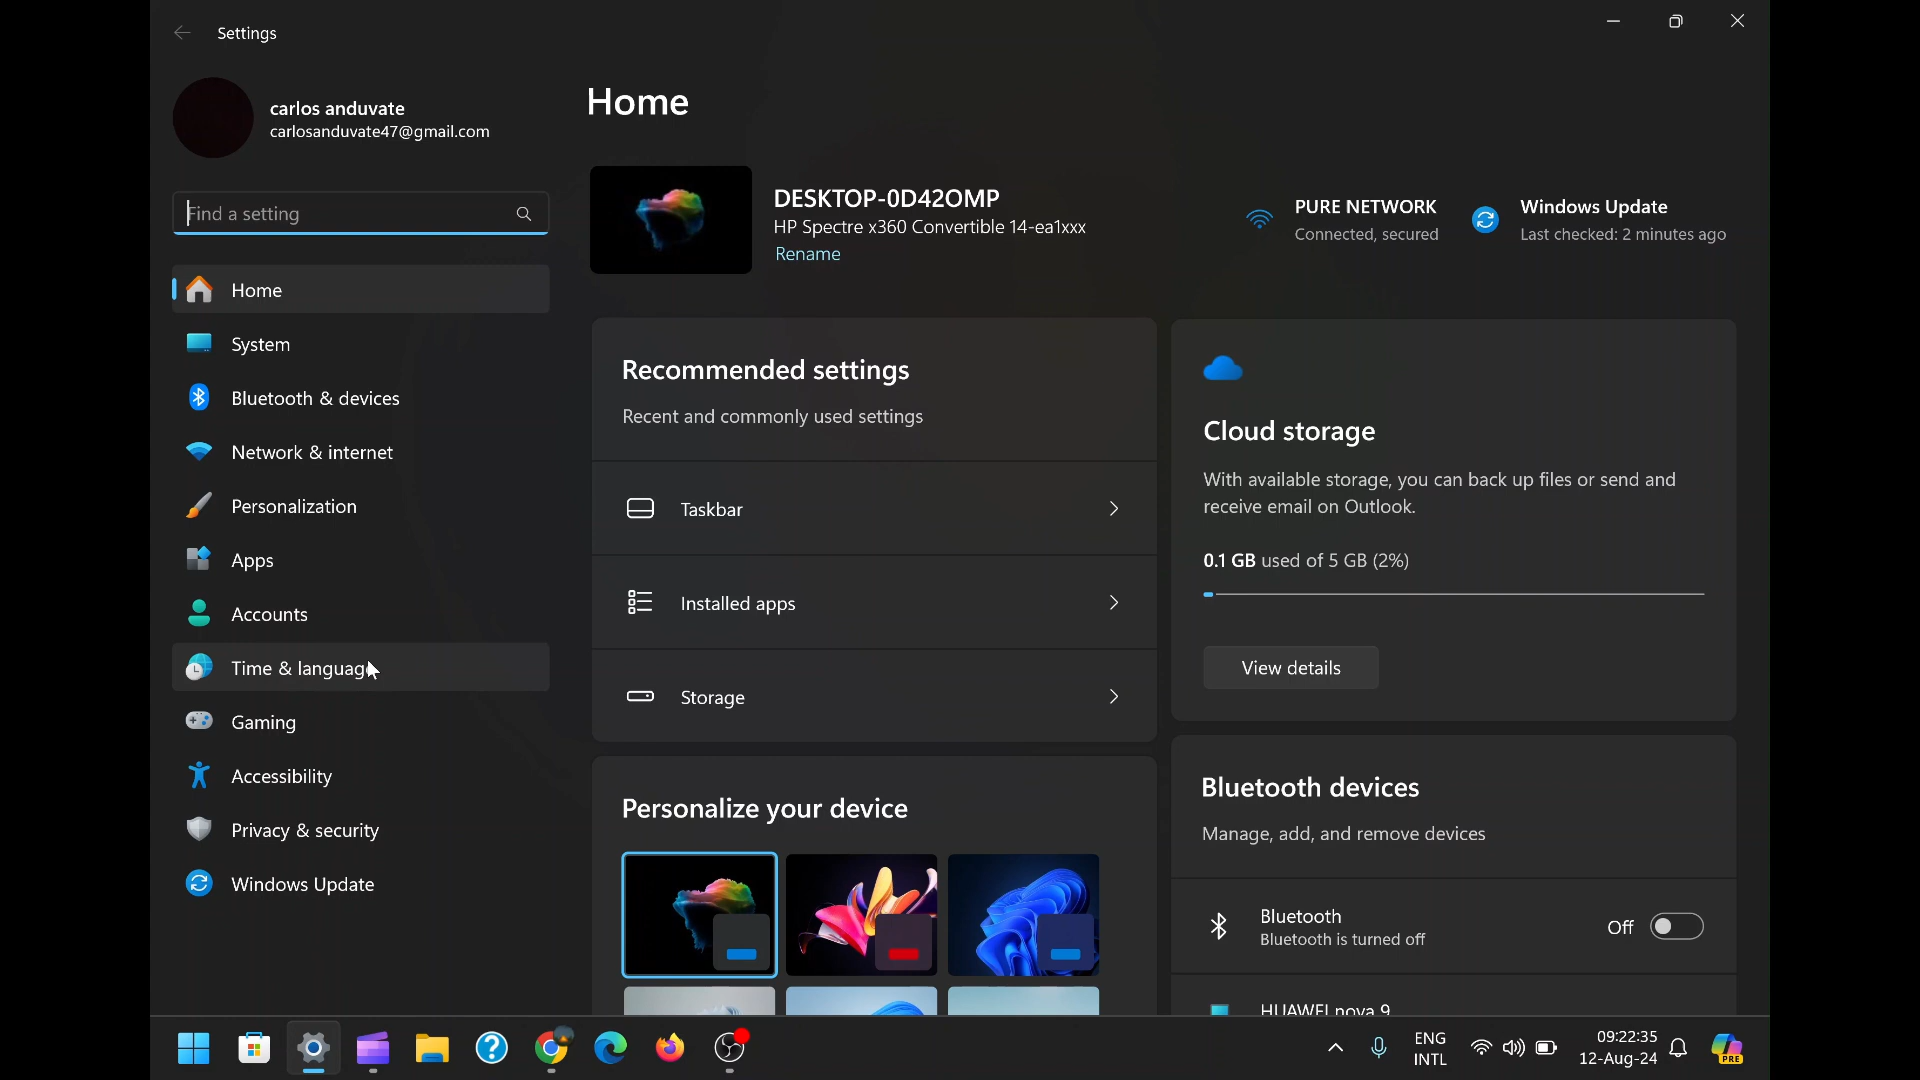 Settings
carlos anduvate
carlosanduvate47@gmail.com
Find a setting
Home
System
Bluetooth & devices
Network & internet
Personalization
Apps
Accounts
Time & language
Gaming
Accessibility
Privacy & security
Windows Update
Home
DESKTOP-0D42OMP
HP Spectre x360 Convertible 14-ea1xxx
Rename
PURE NETWORK
Connected, secured
Windows Update
Last checked: 2 minutes ago
Recommended settings
Recent and commonly used settings
Taskbar
Installed apps
Storage
Personalize your device
Cloud storage
With available storage, you can back up files or send and
receive email on Outlook.
0.1 GB used of 5 GB (2%)
View details
Bluetooth devices
Manage, add, and remove devices
Bluetooth
Bluetooth is turned off
Off
HUAWEI nova 9
ENG
INTL
09:22:35
12-Aug-24
PRE